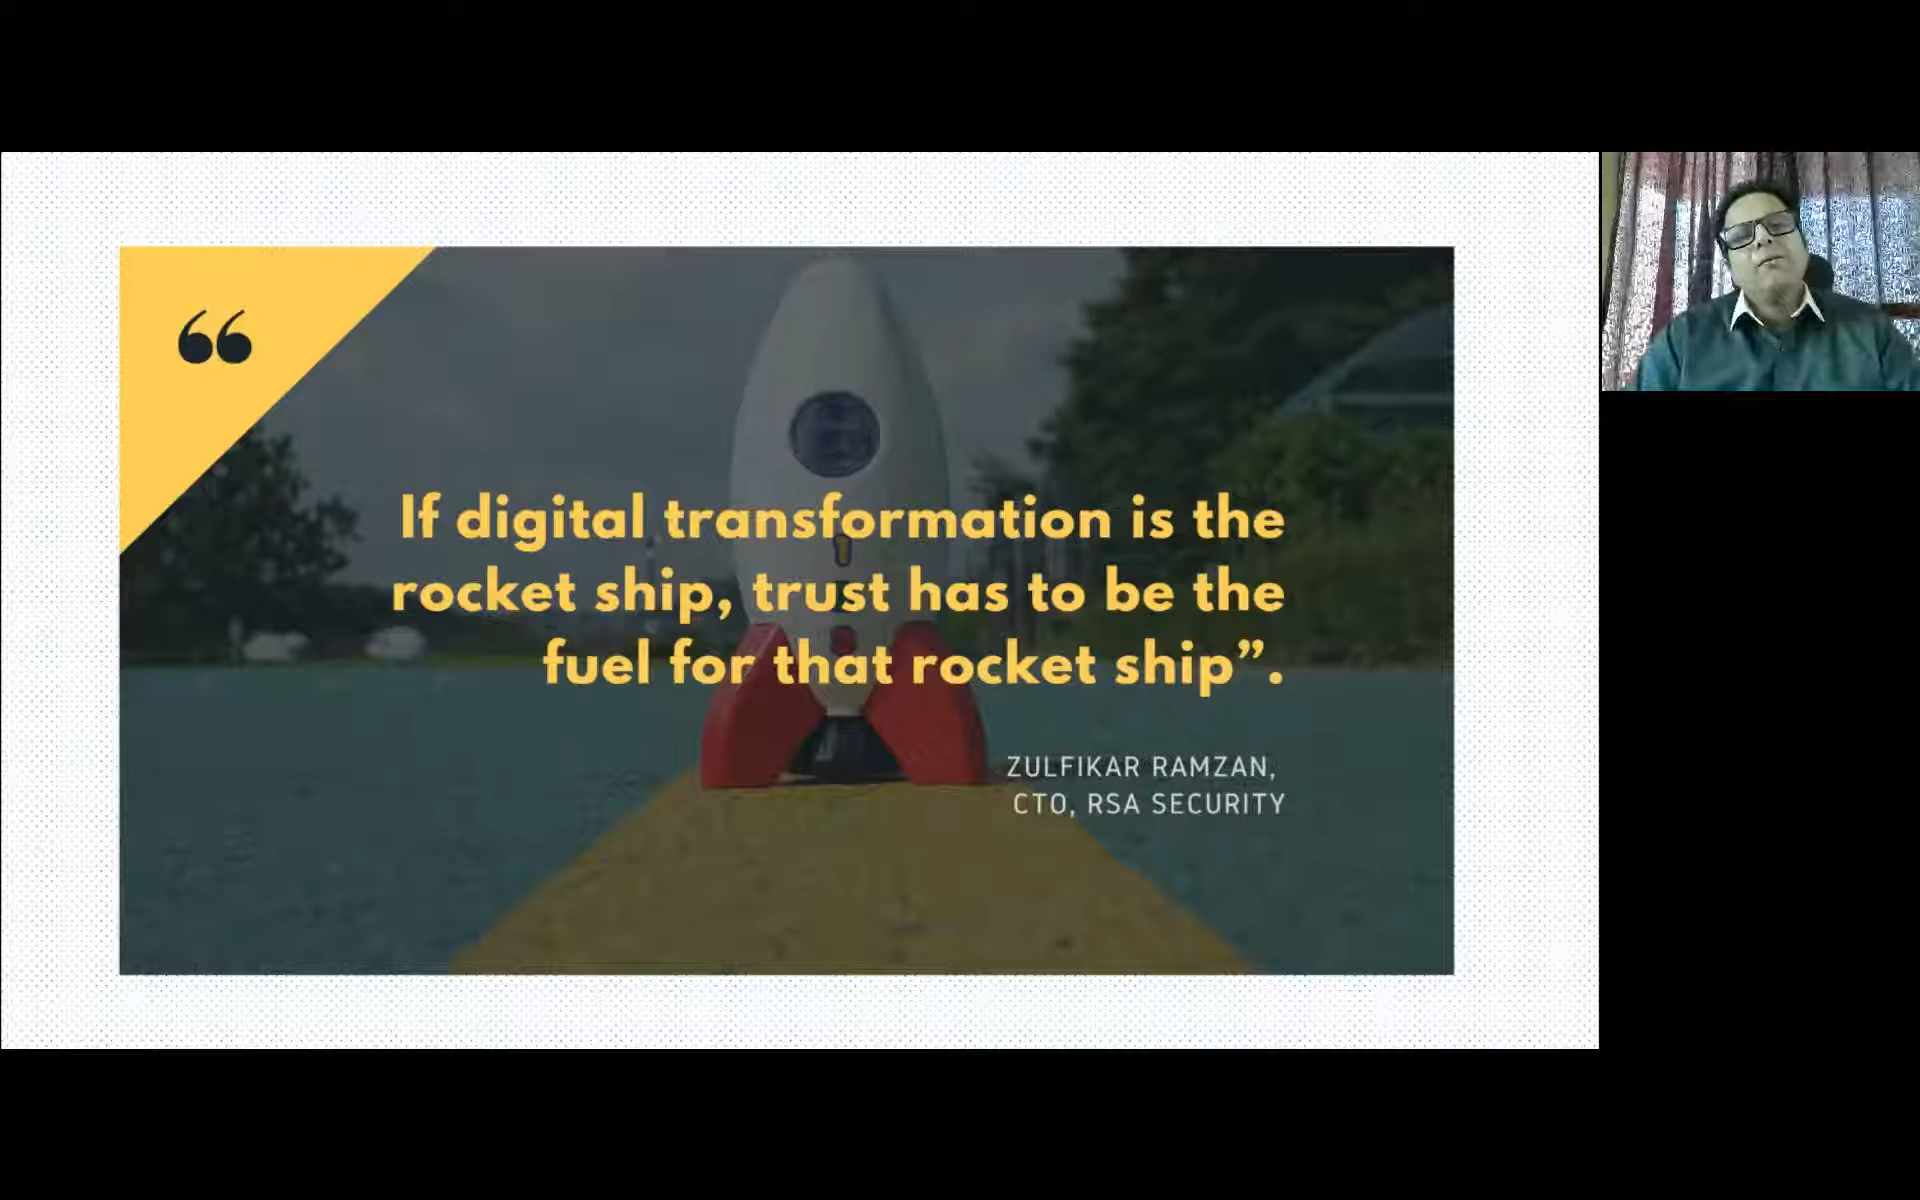 “
If digital transformation is the
rocket ship, trust has to be the
fuel for that rocket ship”.
ZULFIKAR RAMZAN,
CTO, RSA SECURITY